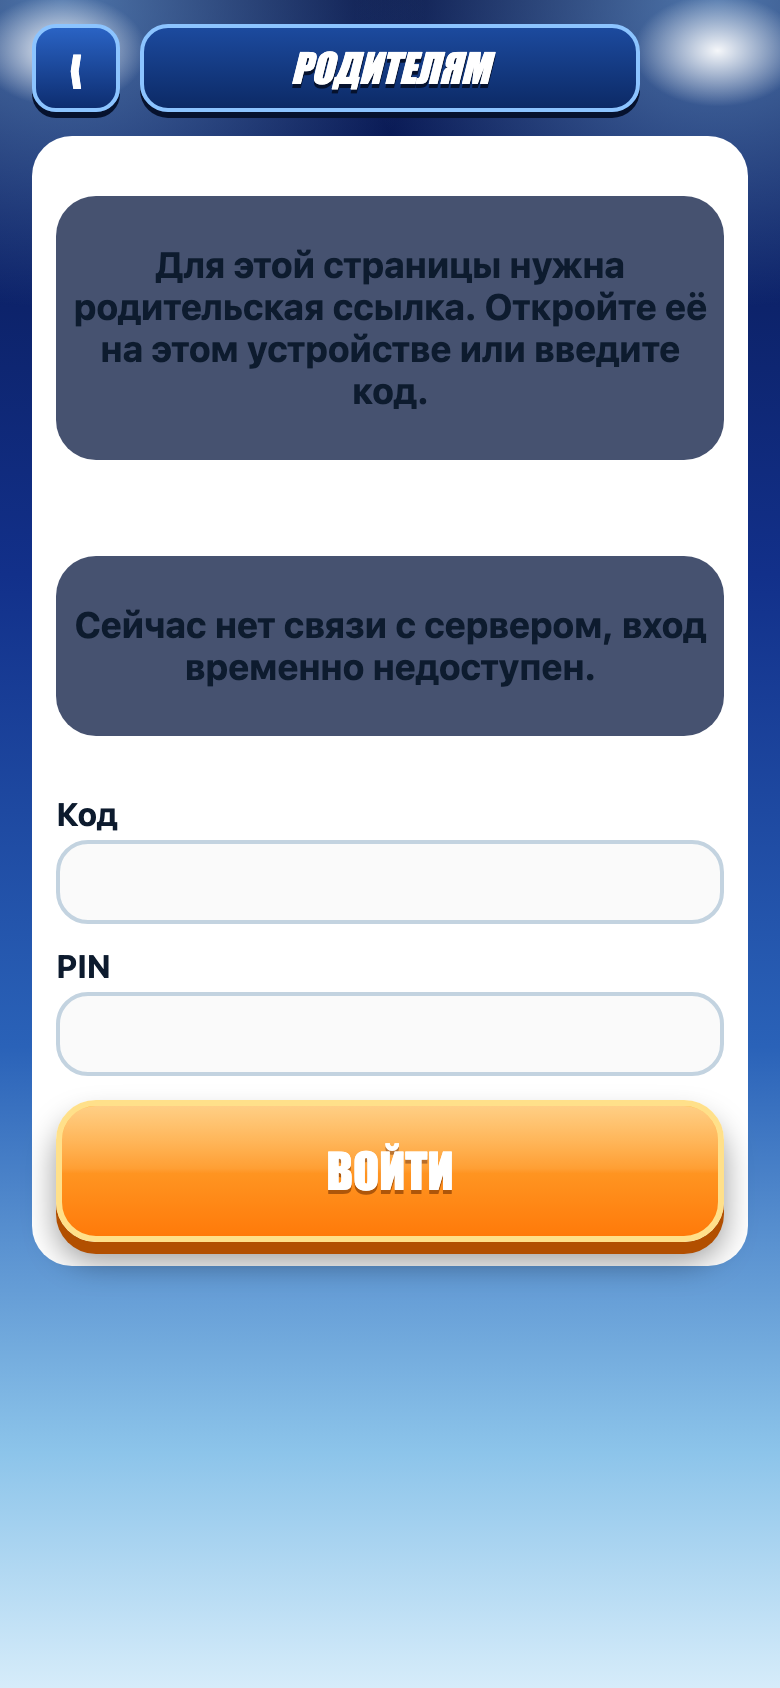 РОДИТЕЛЯМ
Для этой страницы нужна
родительская ссылка. Откройте её
на этом устройстве или введите
код.
Сейчас нет связи с сервером, вход
временно недоступен.
Код
PIN
ВОЙТИ